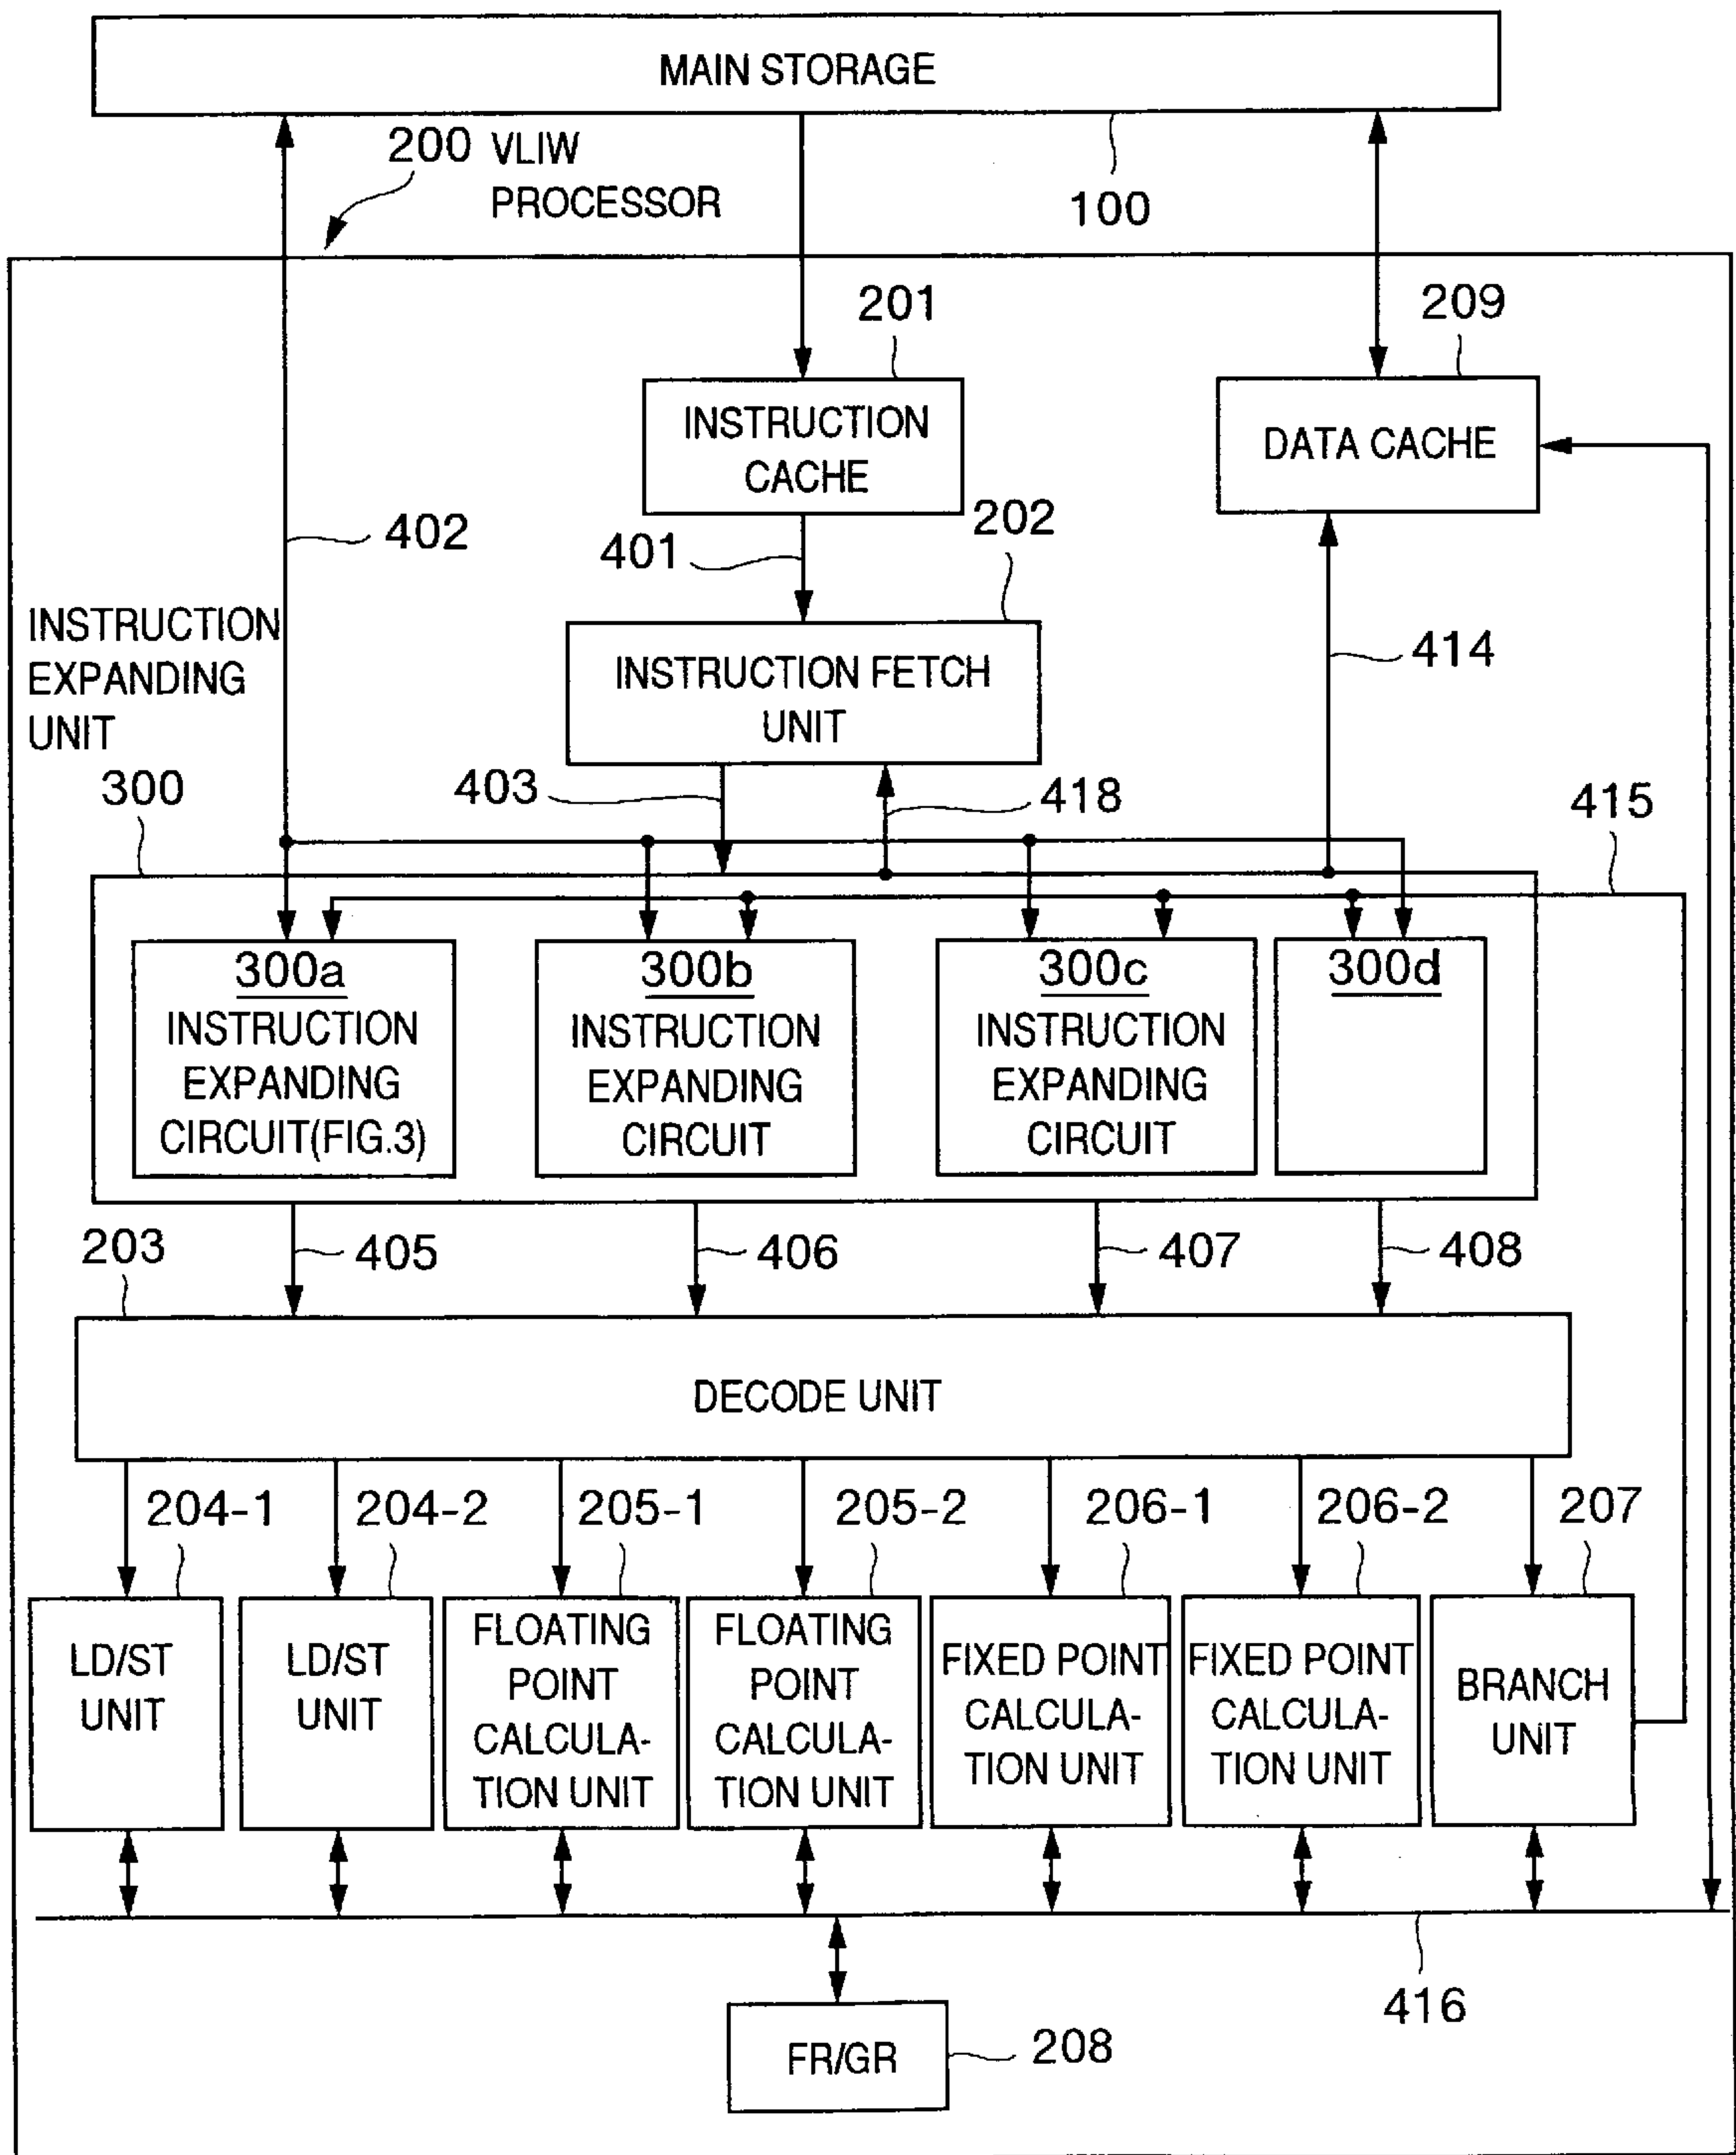 MAIN STORAGE
200 VLIW
PROCESSOR
100
201
209
INSTRUCTION
CACHE
DATA CACHE
402
401
202
INSTRUCTION
EXPANDING
UNIT
INSTRUCTION FETCH
UNIT
414
300
403
418
415
300a
INSTRUCTION
EXPANDING
CIRCUIT(FIG.3)
300b
INSTRUCTION
EXPANDING
CIRCUIT
300c
INSTRUCTION
EXPANDING
CIRCUIT
300d
203
405
406
407
408
DECODE UNIT
204-1
204-2
205-1
205-2
206-1
206-2
207
LD/ST
UNIT
LD/ST
UNIT
FLOATING
POINT
CALCULA-
TION UNIT
FLOATING
POINT
CALCULA-
TION UNIT
FIXED POINT
CALCULA-
TION UNIT
FIXED POINT
CALCULA-
TION UNIT
BRANCH
UNIT
416
FR/GR
208